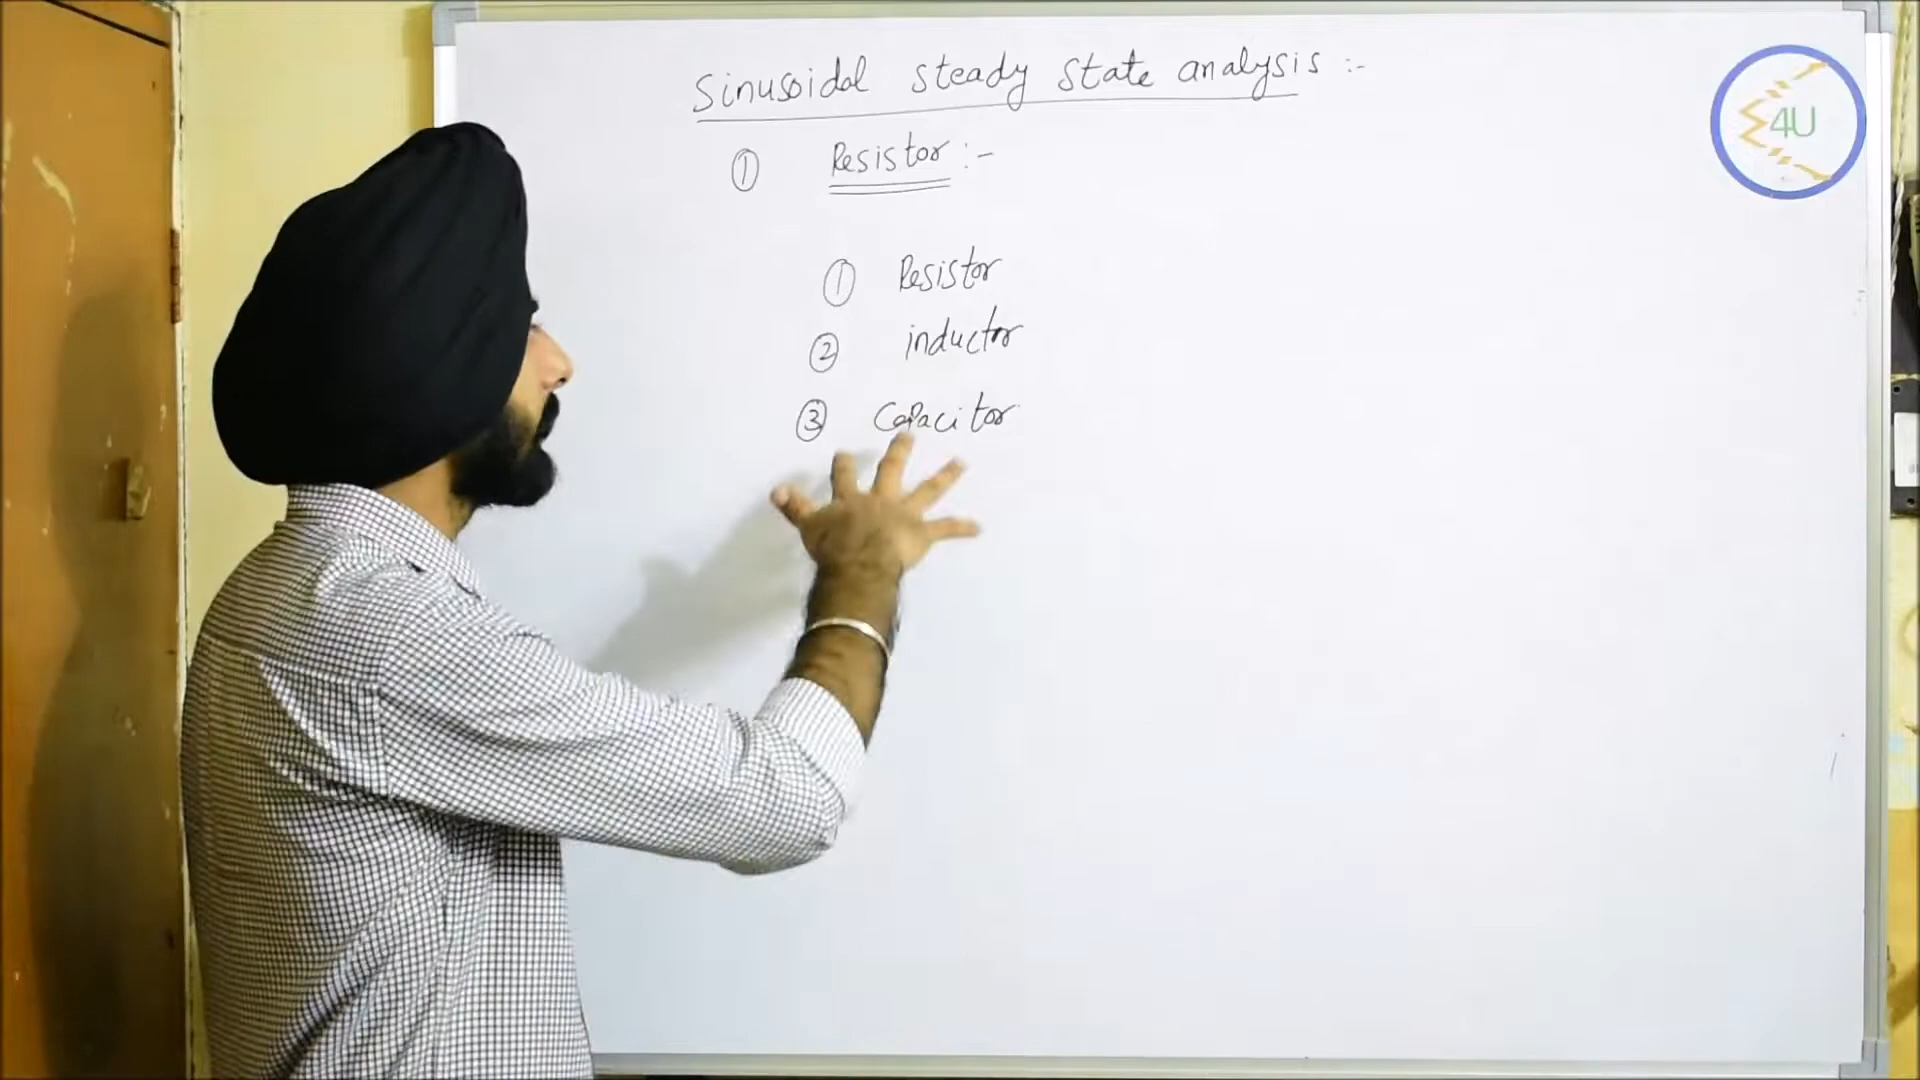 Sinusoidal steady state analysis :-
① Resistor :-
① Resistor
② inductor
③ Capacitor
4U